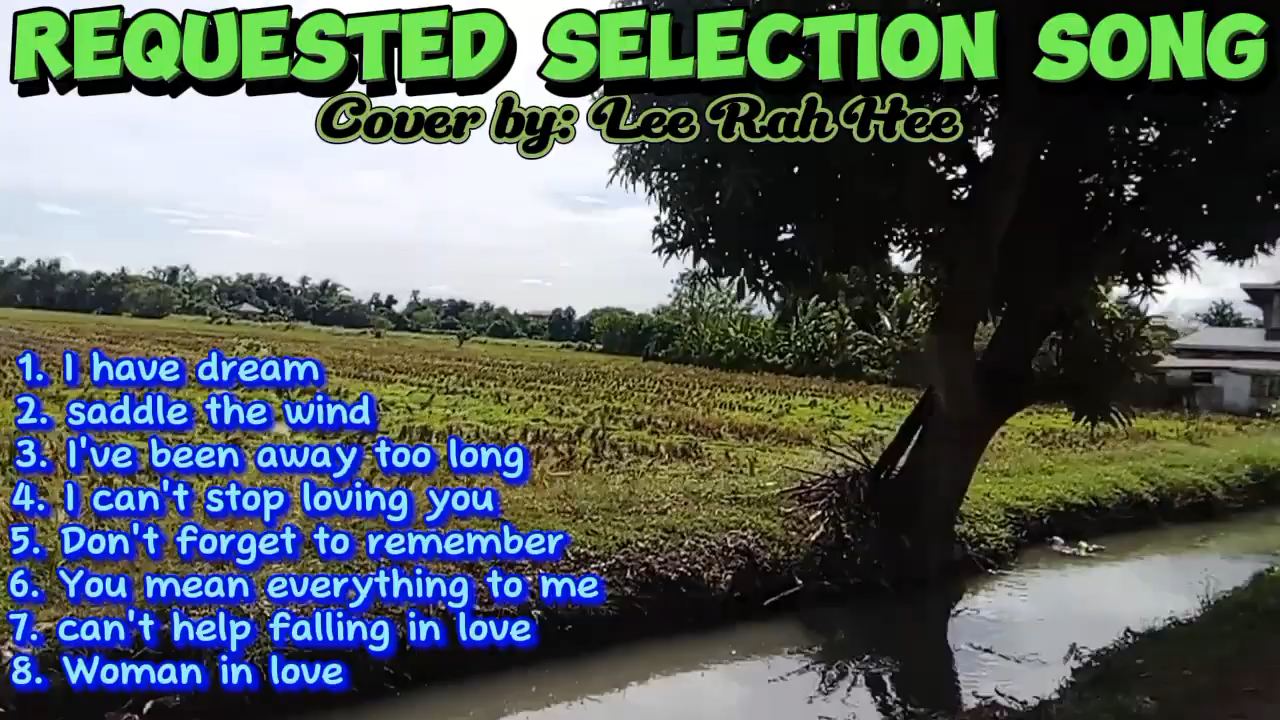 REQUESTED SELECTION SONG
Cover by: Lee Rah Hee
1. I have dream
2. saddle the wind
3. I've been away too long
4. I can't stop loving you
5. Don't forget to remember
6. You mean everything to me
7. can't help falling in love
8. Woman in love